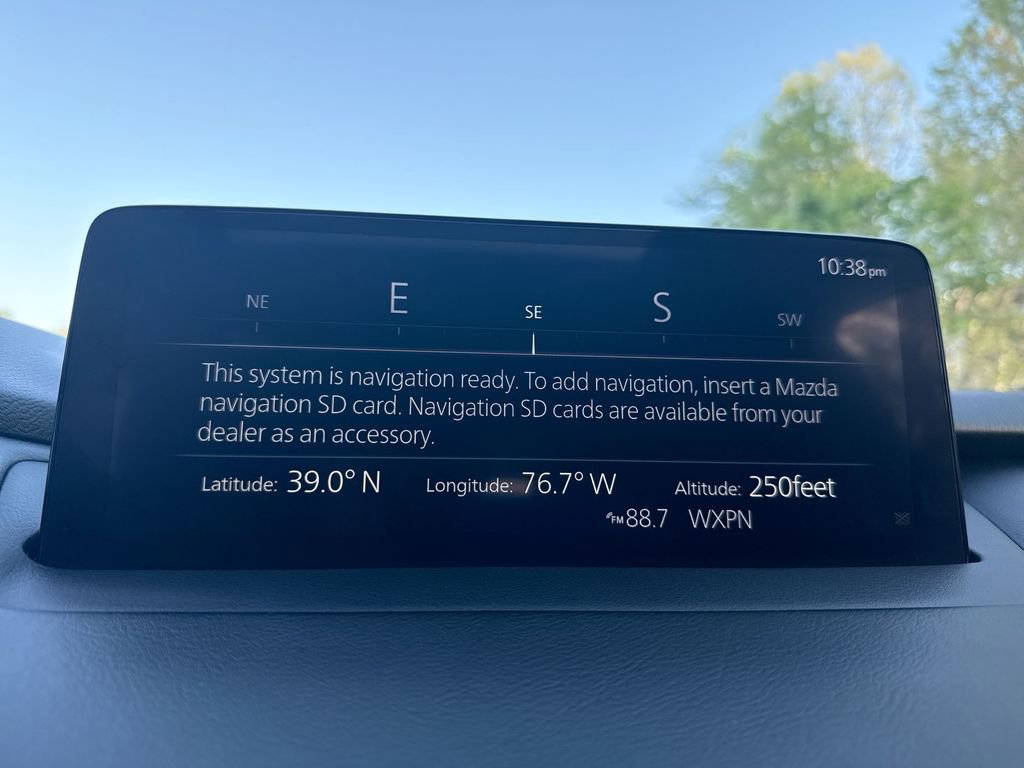 10:38pm
NE E SE S SW
This system is navigation ready. To add navigation, insert a Mazda
navigation SD card. Navigation SD cards are available from your
dealer as an accessory.
Latitude: 39.0° N Longitude: 76.7° W Altitude: 250feet
FM 88.7 WXPN